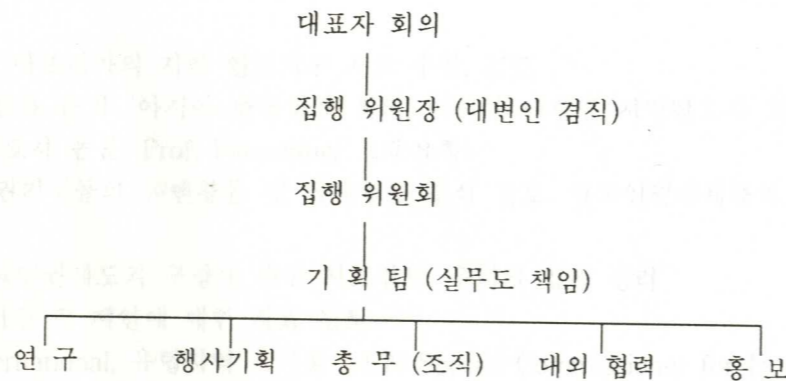 대표자 회의
집행 위원장 (대변인 겸직)
집행 위원회
기 획 팀 (실무도 책임)
연 구 행사기획 총 무 (조직) 대외 협력 홍 보